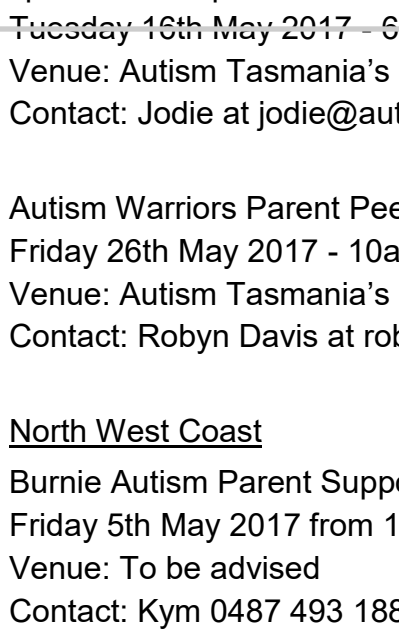 Tuesday 16th May 2017 - 6
Venue: Autism Tasmania’s
Contact: Jodie at jodie@aut
Autism Warriors Parent Pee
Friday 26th May 2017 - 10a
Venue: Autism Tasmania’s
Contact: Robyn Davis at rob
North West Coast
Burnie Autism Parent Suppo
Friday 5th May 2017 from 1
Venue: To be advised
Contact: Kym 0487 493 188